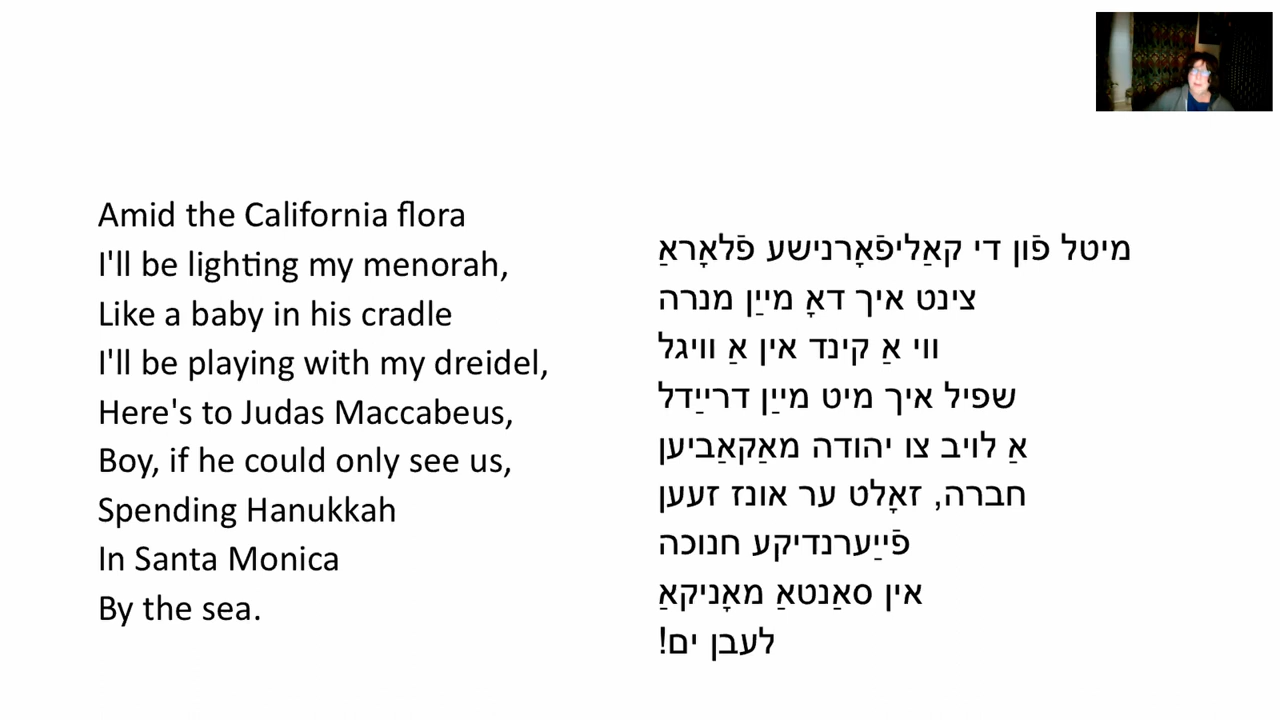 Amid the California flora
I'll be lighting my menorah,
Like a baby in his cradle
I'll be playing with my dreidel,
Here's to Judas Maccabeus,
Boy, if he could only see us,
Spending Hanukkah
In Santa Monica
By the sea.
מיטל פֿון די קאַליפֿאָרנישע פֿלאָראַ
צינט איך דאָ מײַן מנרה
ווי אַ קינד אין אַ וויגל
שפיל איך מיט מײַן דרײַדל
אַ לויב צו יהודה מאַקאַביען
חברה, זאָלט ער אונז זעען
פֿײַערנדיקע חנוכה
אין סאַנטאַ מאָניקאַ
לעבן ים!